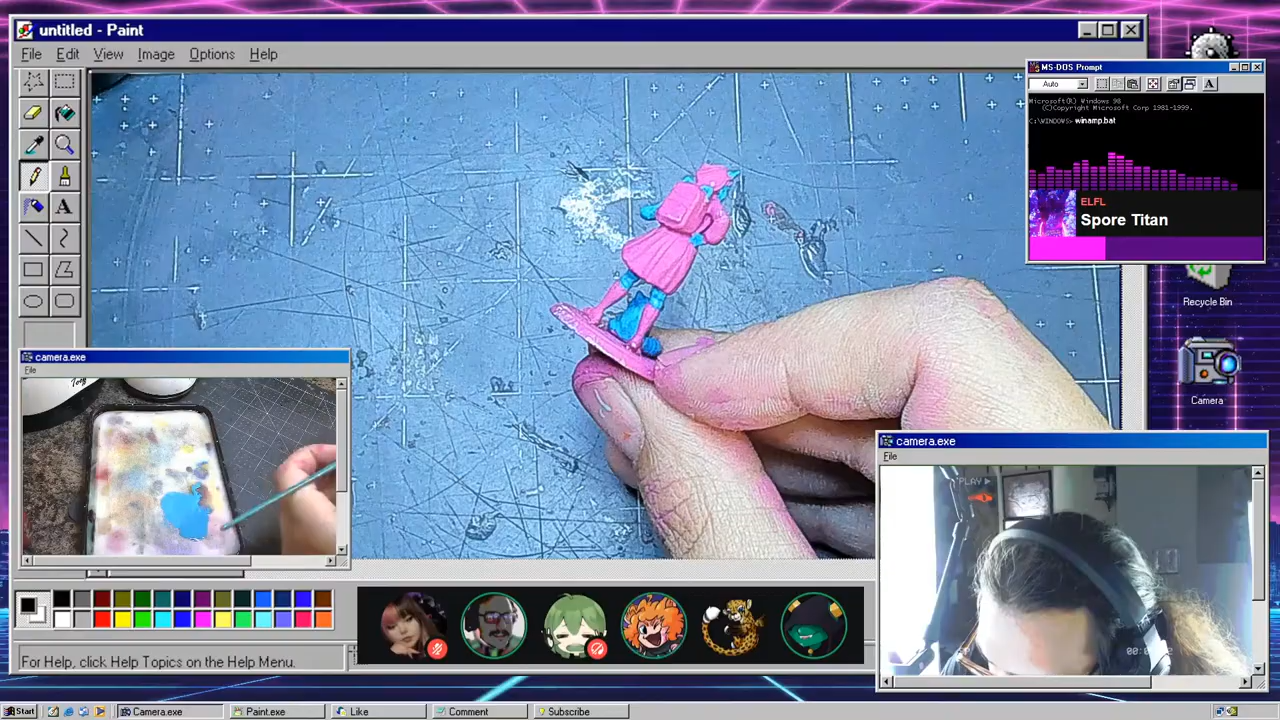 untitled - Paint
File Edit View Image Options Help
MS-DOS Prompt
Auto
Microsoft(R) Windows 98
(C)Copyright Microsoft Corp 1981-1999.
C:\WINDOWS> winamp.bat
ELFL
Spore Titan
Recycle Bin
Camera
camera.exe
File
camera.exe
File
PLAY
For Help, click Help Topics on the Help Menu.
Start
Camera.exe
Paint.exe
Like
Comment
Subscribe